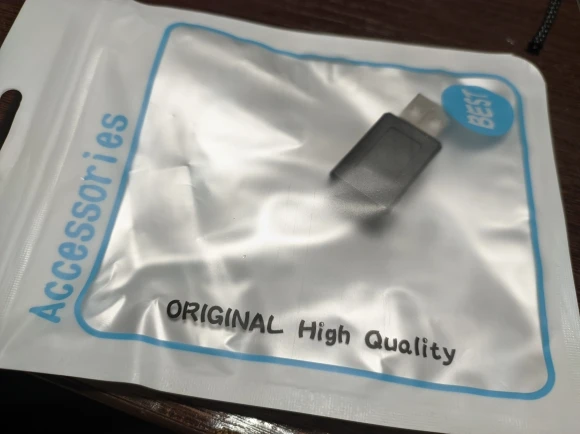 Accessories
BEST
ORIGINAL High Quality